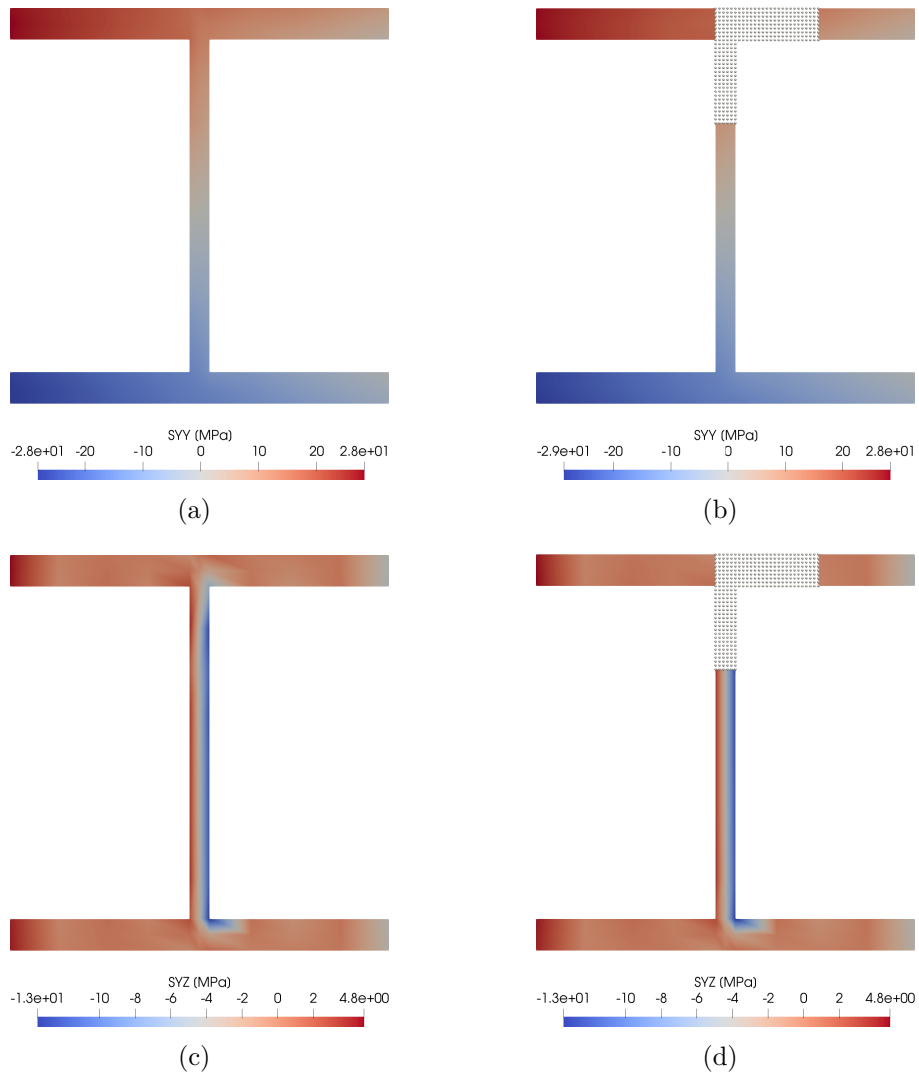 SYY (MPa)
-2.8e+01 -20 -10 0 10 20 2.8e+01
(a)
SYY (MPa)
-2.9e+01 -20 -10 0 10 20 2.8e+01
(b)
SYZ (MPa)
-1.3e+01 -10 -8 -6 -4 -2 0 2 4.8e+00
(c)
SYZ (MPa)
-1.3e+01 -10 -8 -6 -4 -2 0 2 4.8e+00
(d)